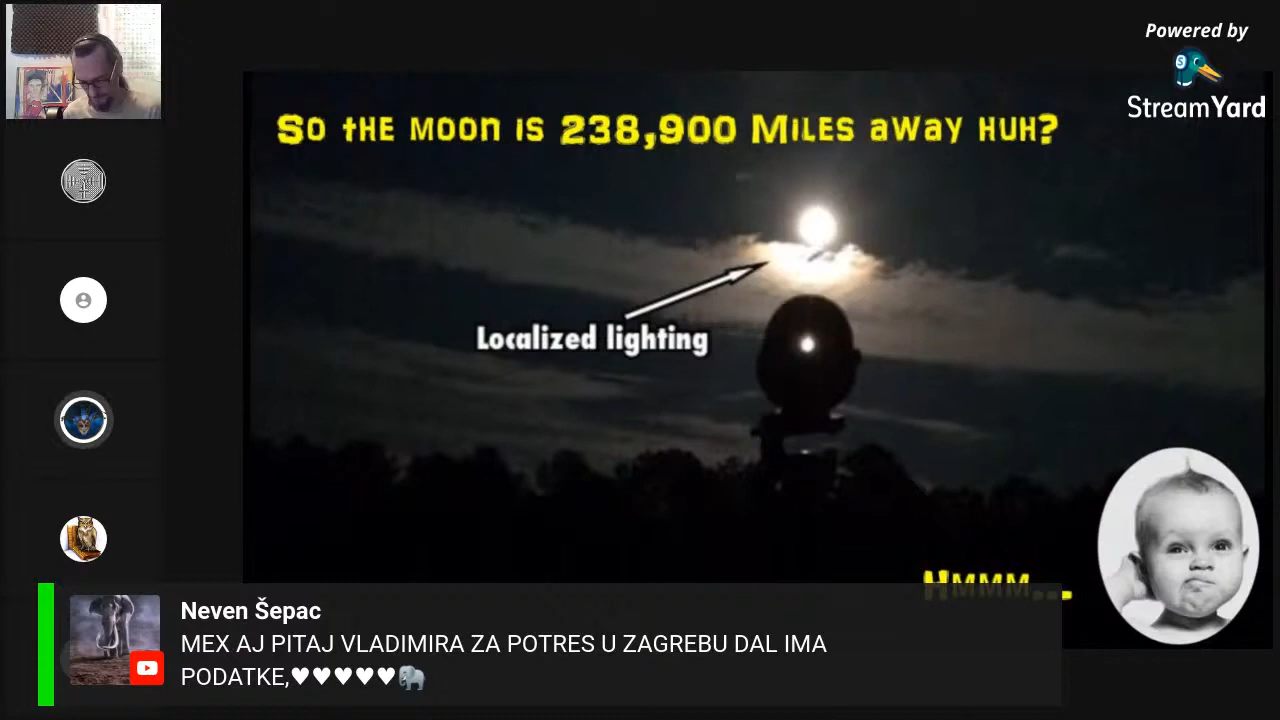 Powered by
StreamYard
So the moon is 238,900 Miles away huh?
Localized lighting
Hmmm...
Neven Šepac
MEX AJ PITAJ VLADIMIRA ZA POTRES U ZAGREBU DAL IMA
PODATKE,♥♥♥♥♥🐘